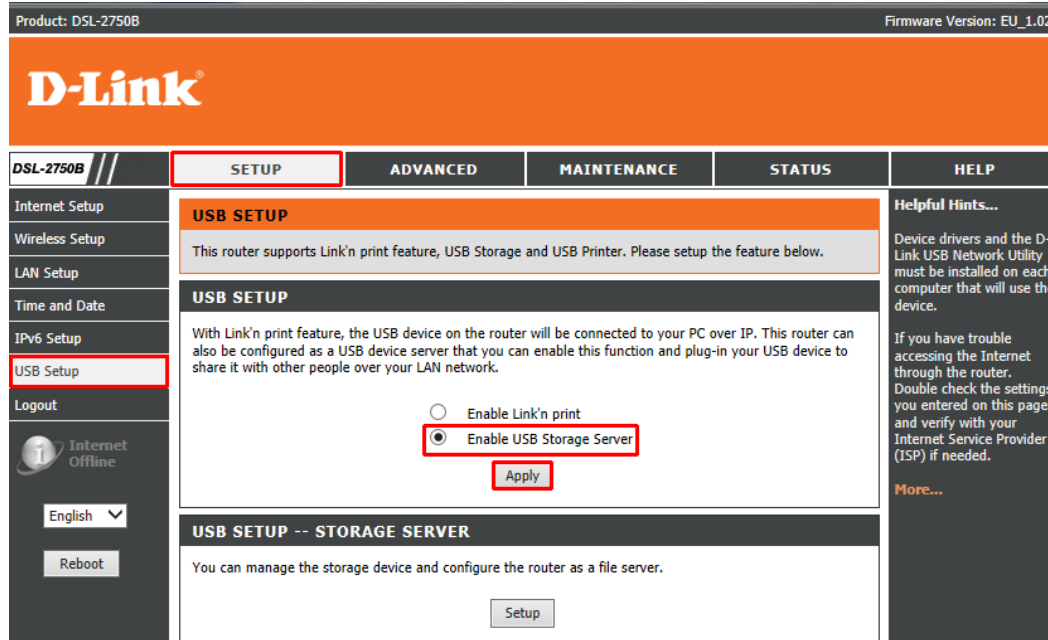 Product: DSL-2750B
Firmware Version: EU_1.02
D-Link®
DSL-2750B
SETUP
ADVANCED
MAINTENANCE
STATUS
HELP
Internet Setup
Wireless Setup
LAN Setup
Time and Date
IPv6 Setup
USB Setup
Logout
Internet
Offline
English
Reboot
USB SETUP
This router supports Link'n print feature, USB Storage and USB Printer. Please setup the feature below.
USB SETUP
With Link'n print feature, the USB device on the router will be connected to your PC over IP. This router can
also be configured as a USB device server that you can enable this function and plug-in your USB device to
share it with other people over your LAN network.
Enable Link'n print
Enable USB Storage Server
Apply
USB SETUP -- STORAGE SERVER
You can manage the storage device and configure the router as a file server.
Setup
Helpful Hints...
Device drivers and the D-
Link USB Network Utility
must be installed on each
computer that will use the
device.
If you have trouble
accessing the Internet
through the router.
Double check the settings
you entered on this page
and verify with your
Internet Service Provider
(ISP) if needed.
More...